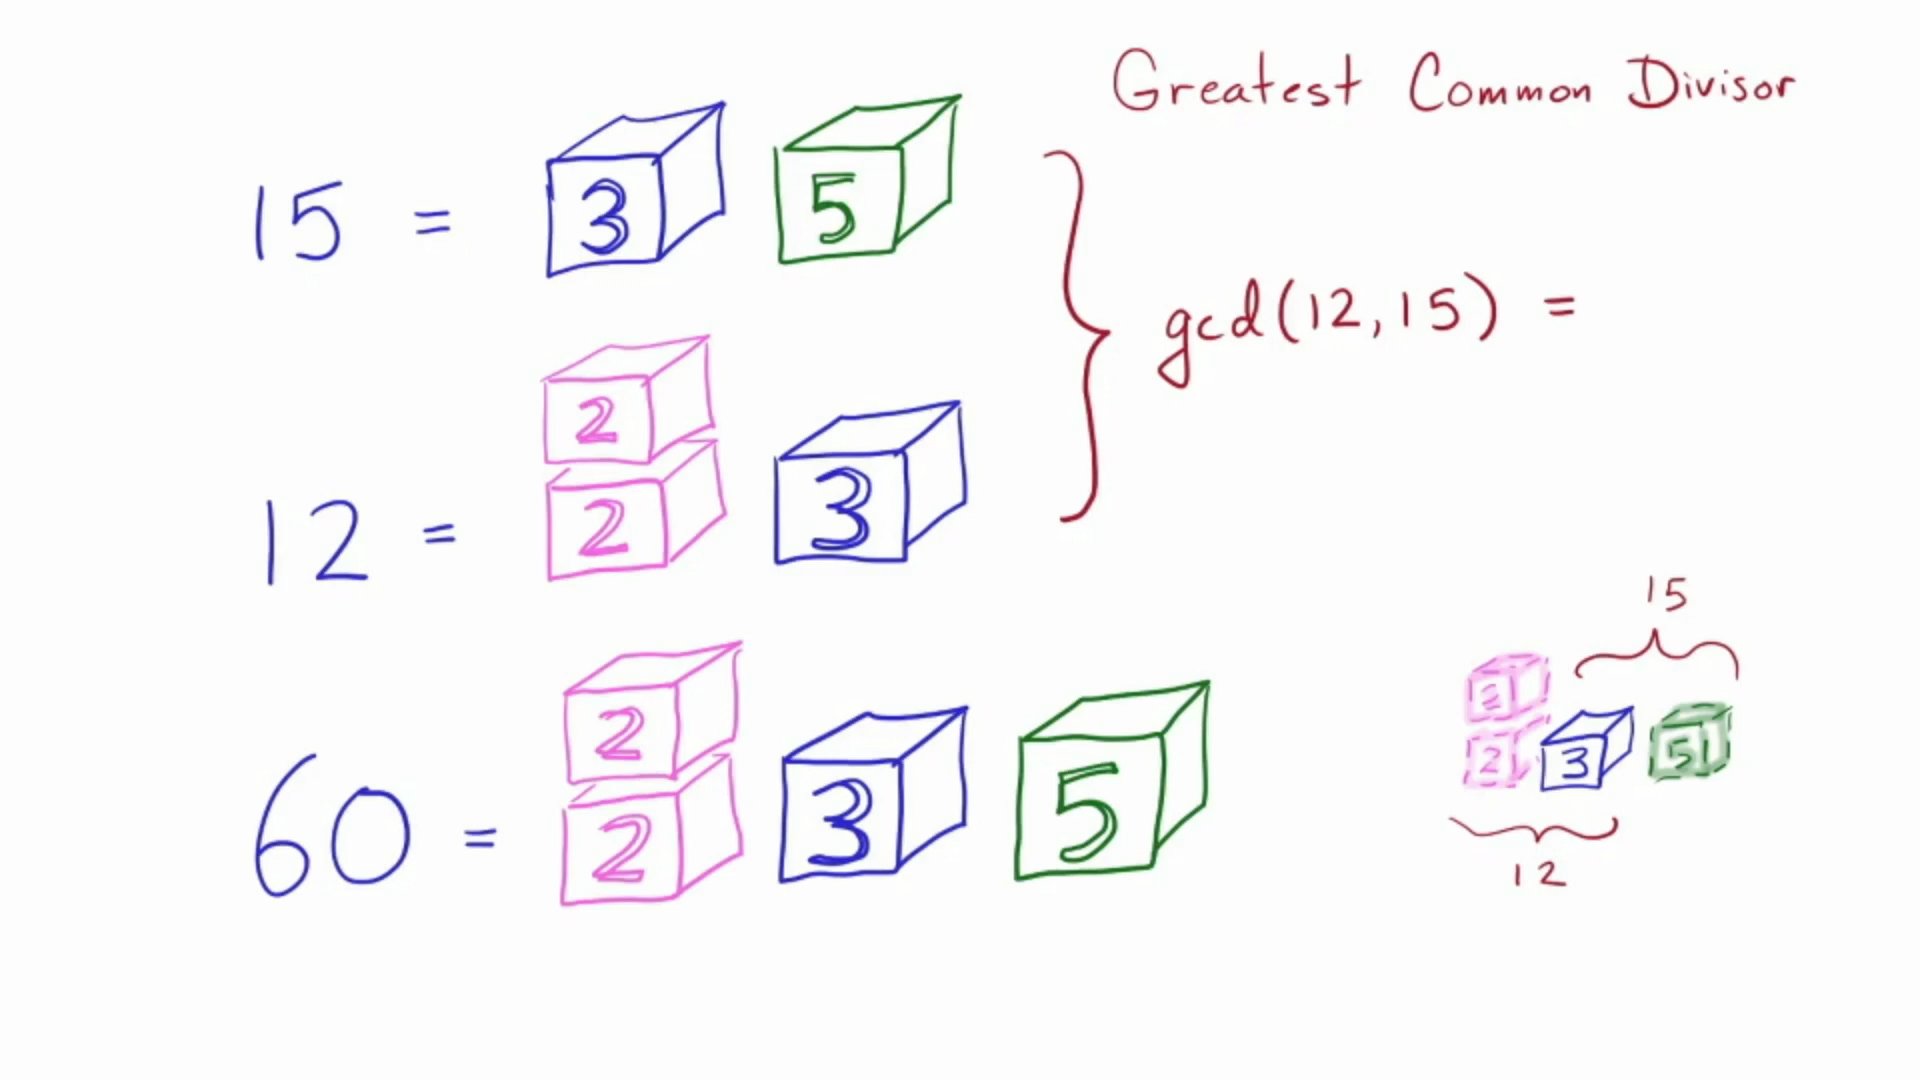 Greatest Common Divisor
15 = 3 5
gcd(12,15) =
2
12 = 2 3
15
2
2 3 5
12
2
60 = 2 3 5